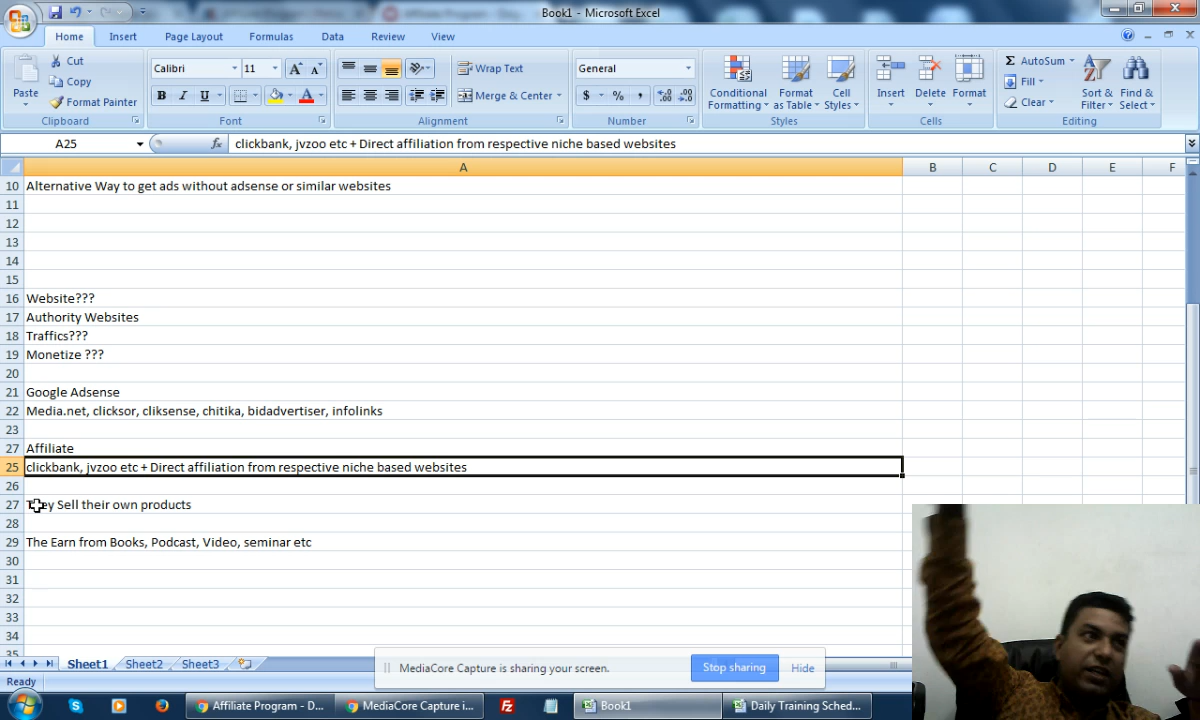 Book1 - Microsoft Excel
Home Insert Page Layout Formulas Data Review View
Paste Cut Copy Format Painter Clipboard
Calibri 11 B I U Font
Wrap Text Merge & Center Alignment
General $ % , Number
Conditional Formatting Format as Table Cell Styles Styles
Insert Delete Format Cells
Σ AutoSum Fill Clear Sort & Filter Find & Select Editing
A25 fx clickbank, jvzoo etc + Direct affiliation from respective niche based websites
A B C D E F
10 Alternative Way to get ads without adsense or similar websites
11
12
13
14
15
16 Website???
17 Authority Websites
18 Traffics???
19 Monetize ???
20
21 Google Adsense
22 Media.net, clicksor, cliksense, chitika, bidadvertiser, infolinks
23
27 Affiliate
25 clickbank, jvzoo etc + Direct affiliation from respective niche based websites
26
27 They Sell their own products
28
29 The Earn from Books, Podcast, Video, seminar etc
30
31
32
33
34
35
Sheet1 Sheet2 Sheet3
MediaCore Capture is sharing your screen. Stop sharing Hide
Ready
Affiliate Program - D... MediaCore Capture i... Book1 Daily Training Sched...